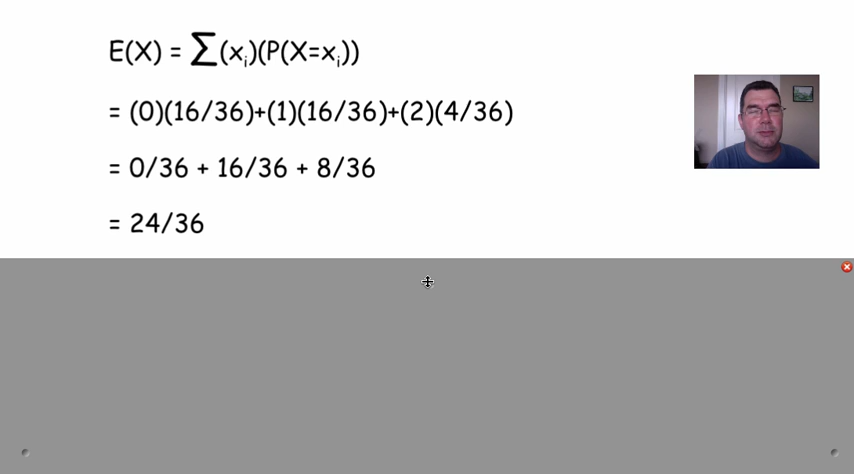 E(X) = ∑(xᵢ)(P(X=xᵢ))
= (0)(16/36)+(1)(16/36)+(2)(4/36)
= 0/36 + 16/36 + 8/36
= 24/36